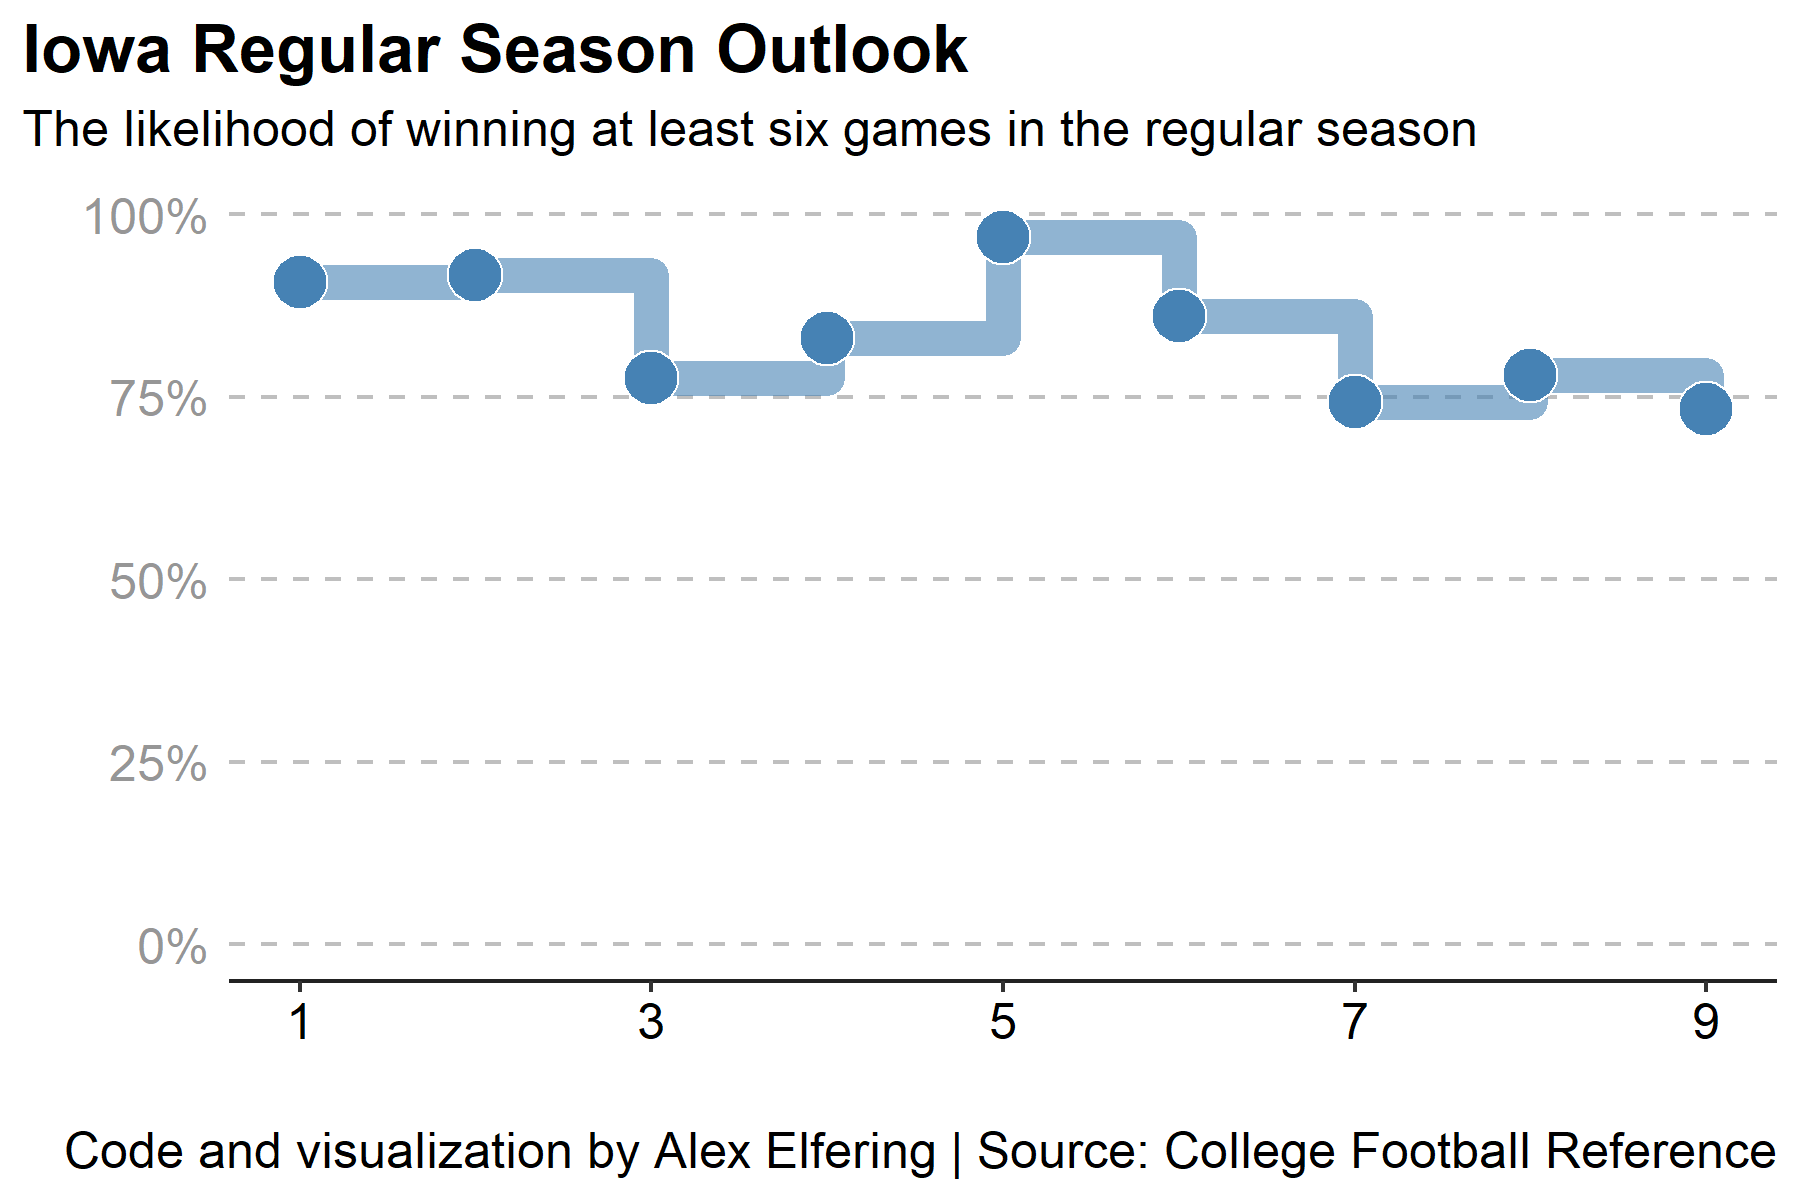 Iowa Regular Season Outlook
The likelihood of winning at least six games in the regular season
100%
75%
50%
25%
0%
1 3 5 7 9
Code and visualization by Alex Elfering | Source: College Football Reference